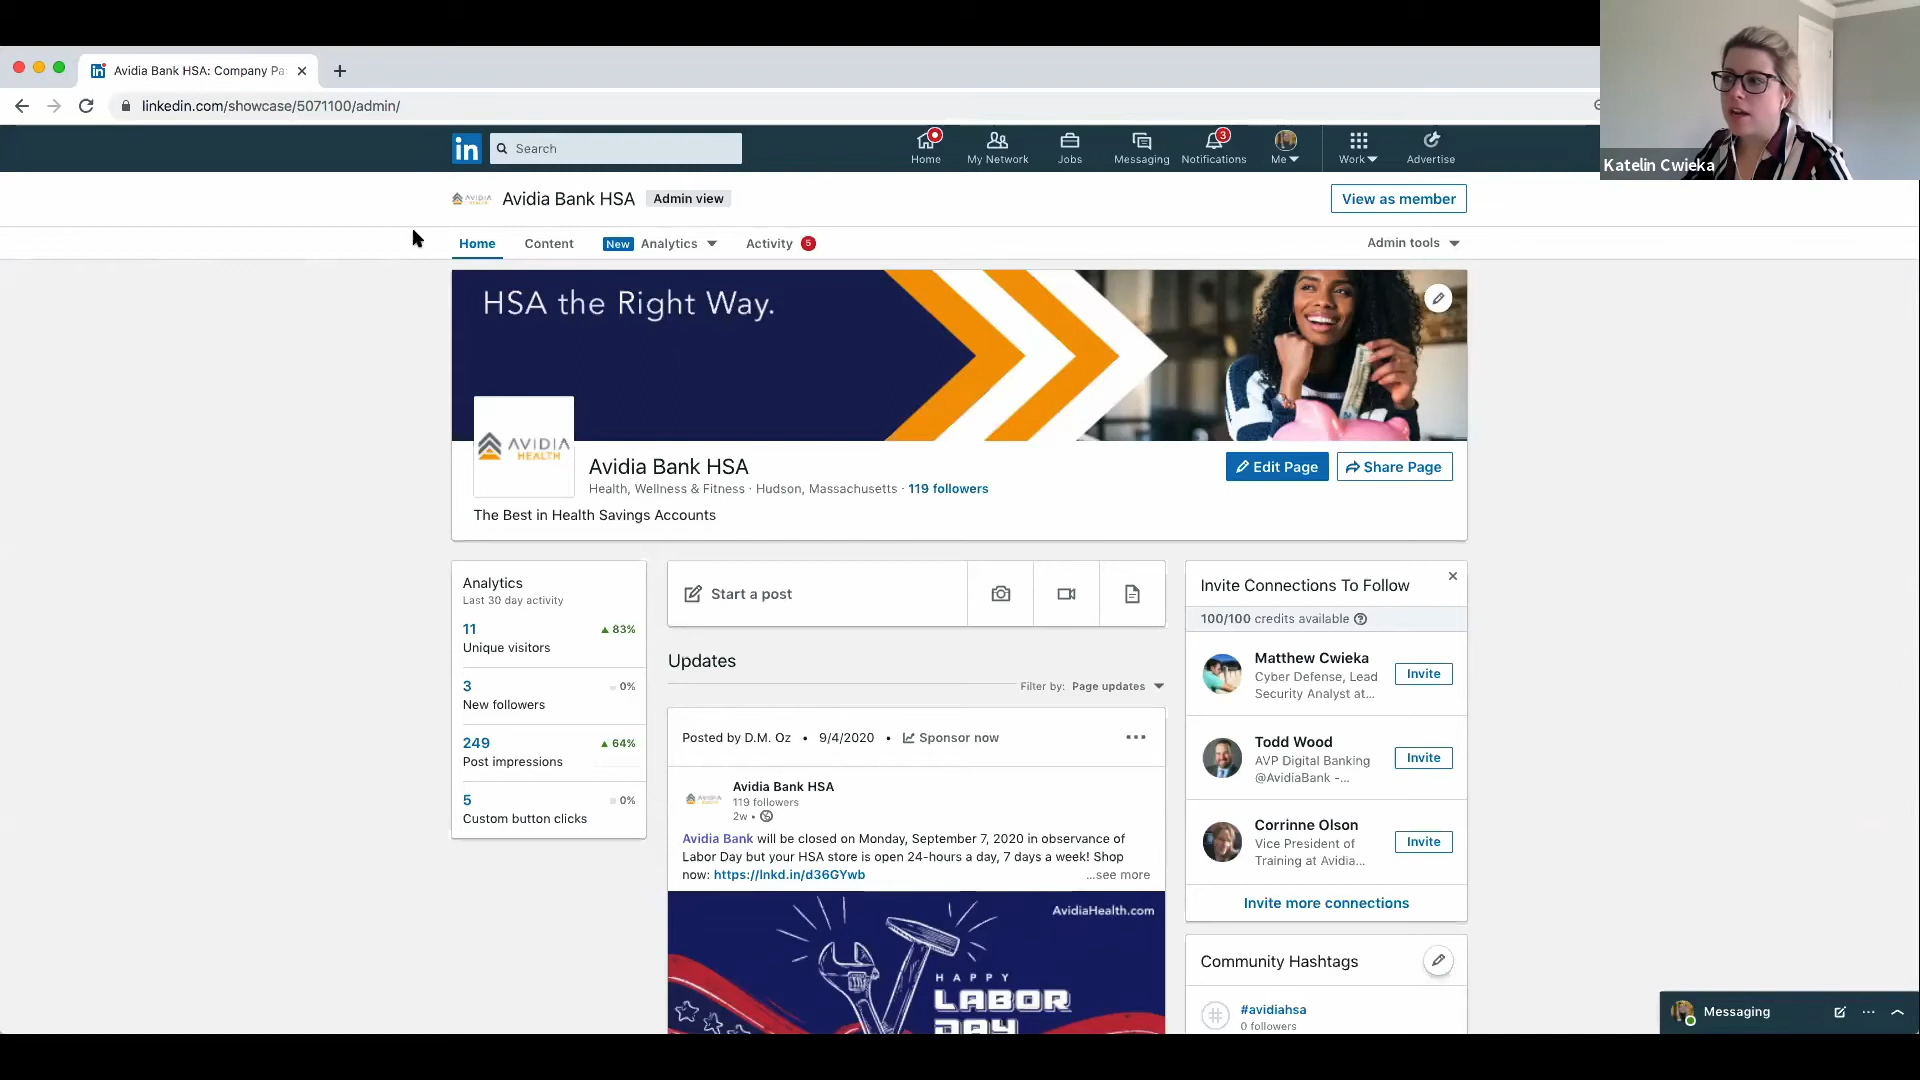 Avidia Bank HSA: Company Pa
linkedin.com/showcase/5071100/admin/
Katelin Cwieka
in
Search
Home
My Network
Jobs
Messaging
3
Notifications
Me
Work
Advertise
AVIDIA
Avidia Bank HSA
Admin view
View as member
Home
Content
New
Analytics
Activity
5
Admin tools
HSA the Right Way.
AVIDIA
HEALTH
Avidia Bank HSA
Health, Wellness & Fitness · Hudson, Massachusetts · 119 followers
The Best in Health Savings Accounts
Edit Page
Share Page
Analytics
Last 30 day activity
11
83%
Unique visitors
3
0%
New followers
249
64%
Post impressions
5
0%
Custom button clicks
Start a post
Updates
Filter by: Page updates
Posted by D.M. Oz • 9/4/2020 • Sponsor now
Avidia Bank HSA
119 followers
2w •
Avidia Bank will be closed on Monday, September 7, 2020 in observance of
Labor Day but your HSA store is open 24-hours a day, 7 days a week! Shop
now: https://lnkd.in/d36GYwb
...see more
AvidiaHealth.com
HAPPY
LABOR
DAY
Invite Connections To Follow
100/100 credits available
Matthew Cwieka
Cyber Defense, Lead
Security Analyst at...
Invite
Todd Wood
AVP Digital Banking
@AvidiaBank -...
Invite
Corrinne Olson
Vice President of
Training at Avidia...
Invite
Invite more connections
Community Hashtags
#avidiahsa
0 followers
Messaging